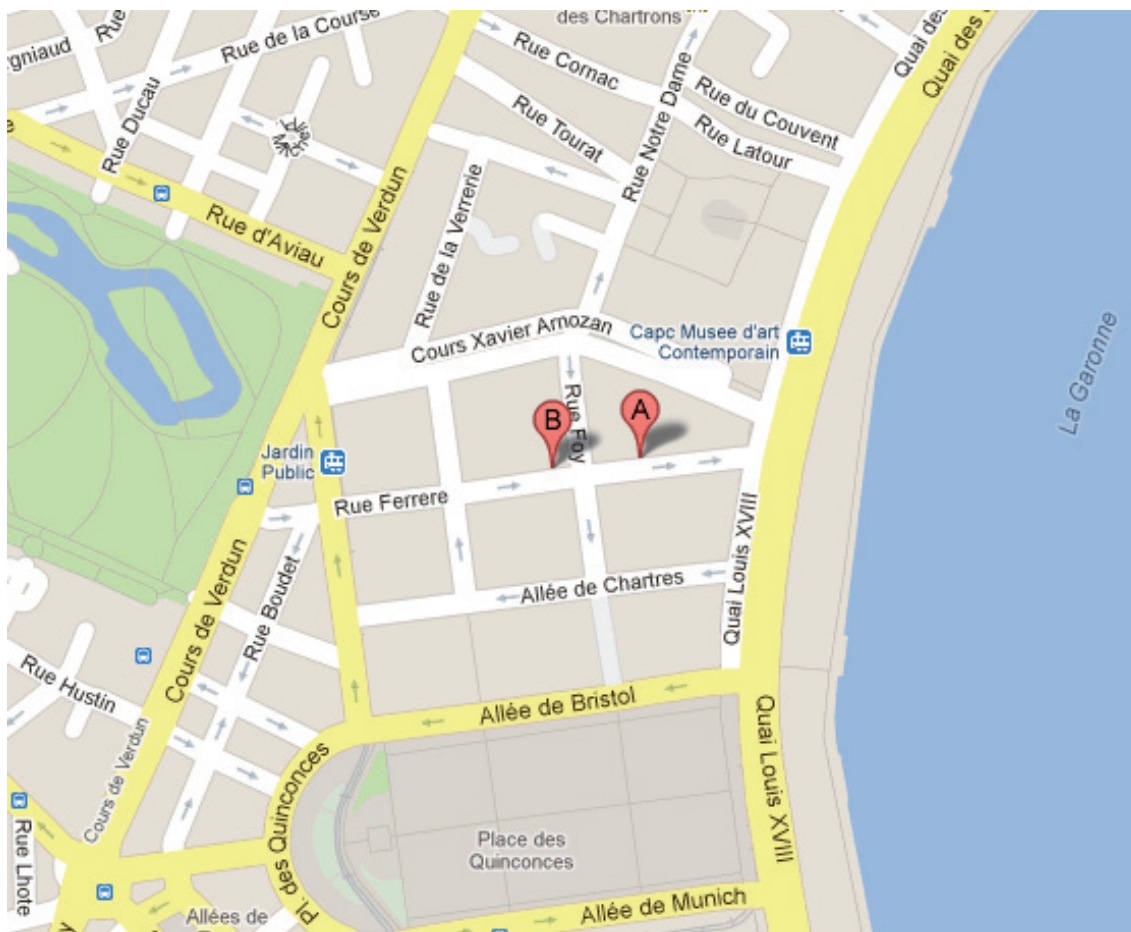 des Chartrons
Quai des
Quai des
Rue de la Course
Rue Cornac
Rue Ducau
Rue Notre Dame
Rue du Couvent
Rue Tourat
Rue Latour
Rue d'Aviau
Cours de Verdun
Rue de la Verrerie
Cours Xavier Arnozan
Capc Musee d'art
Contemporain
La Garonne
Rue Foy
B
A
Jardin
Public
Rue Ferrere
Quai Louis XVIII
Cours de Verdun
Rue Boudet
Allée de Chartres
Rue Hustin
Allée de Bristol
Quai Louis XVIII
Cours de Verdun
Pl. des Quinconces
Place des
Quinconces
Rue Lhote
Allées de
Allée de Munich